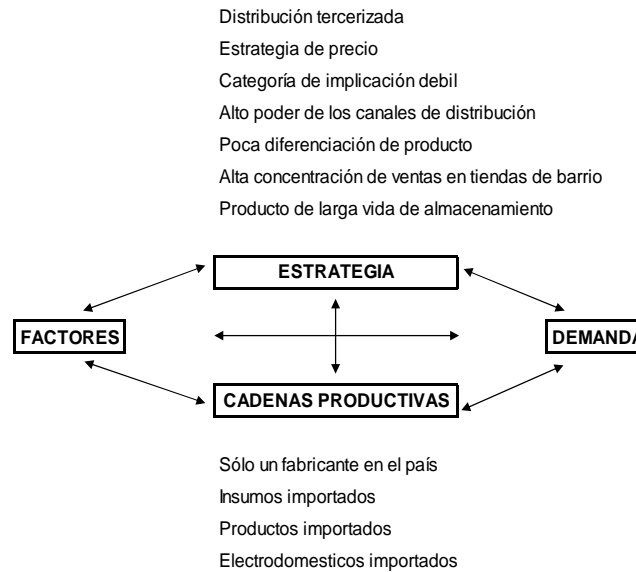 Distribución tercerizada
Estrategia de precio
Categoría de implicación debil
Alto poder de los canales de distribución
Poca diferenciación de producto
Alta concentración de ventas en tiendas de barrio
Producto de larga vida de almacenamiento
ESTRATEGIA
FACTORES
DEMANDA
CADENAS PRODUCTIVAS
Sólo un fabricante en el país
Insumos importados
Productos importados
Electrodomesticos importados